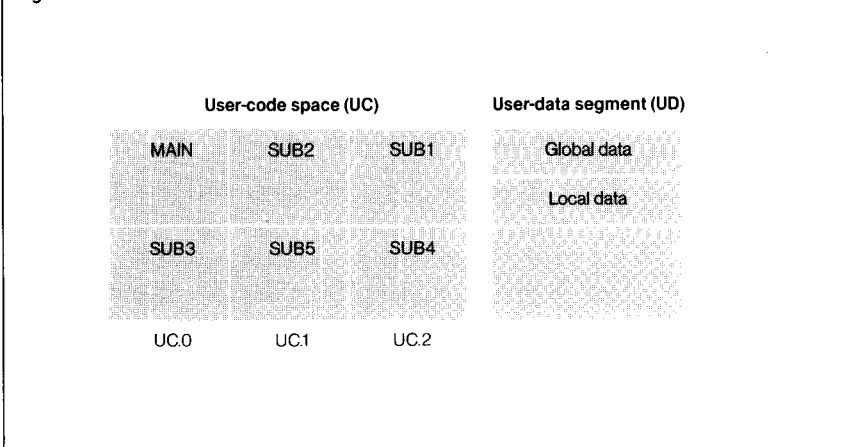 User-code space (UC) User-data segment (UD)
MAIN SUB2 SUB1 Global data
Local data
SUB3 SUB5 SUB4
UC.0 UC.1 UC.2